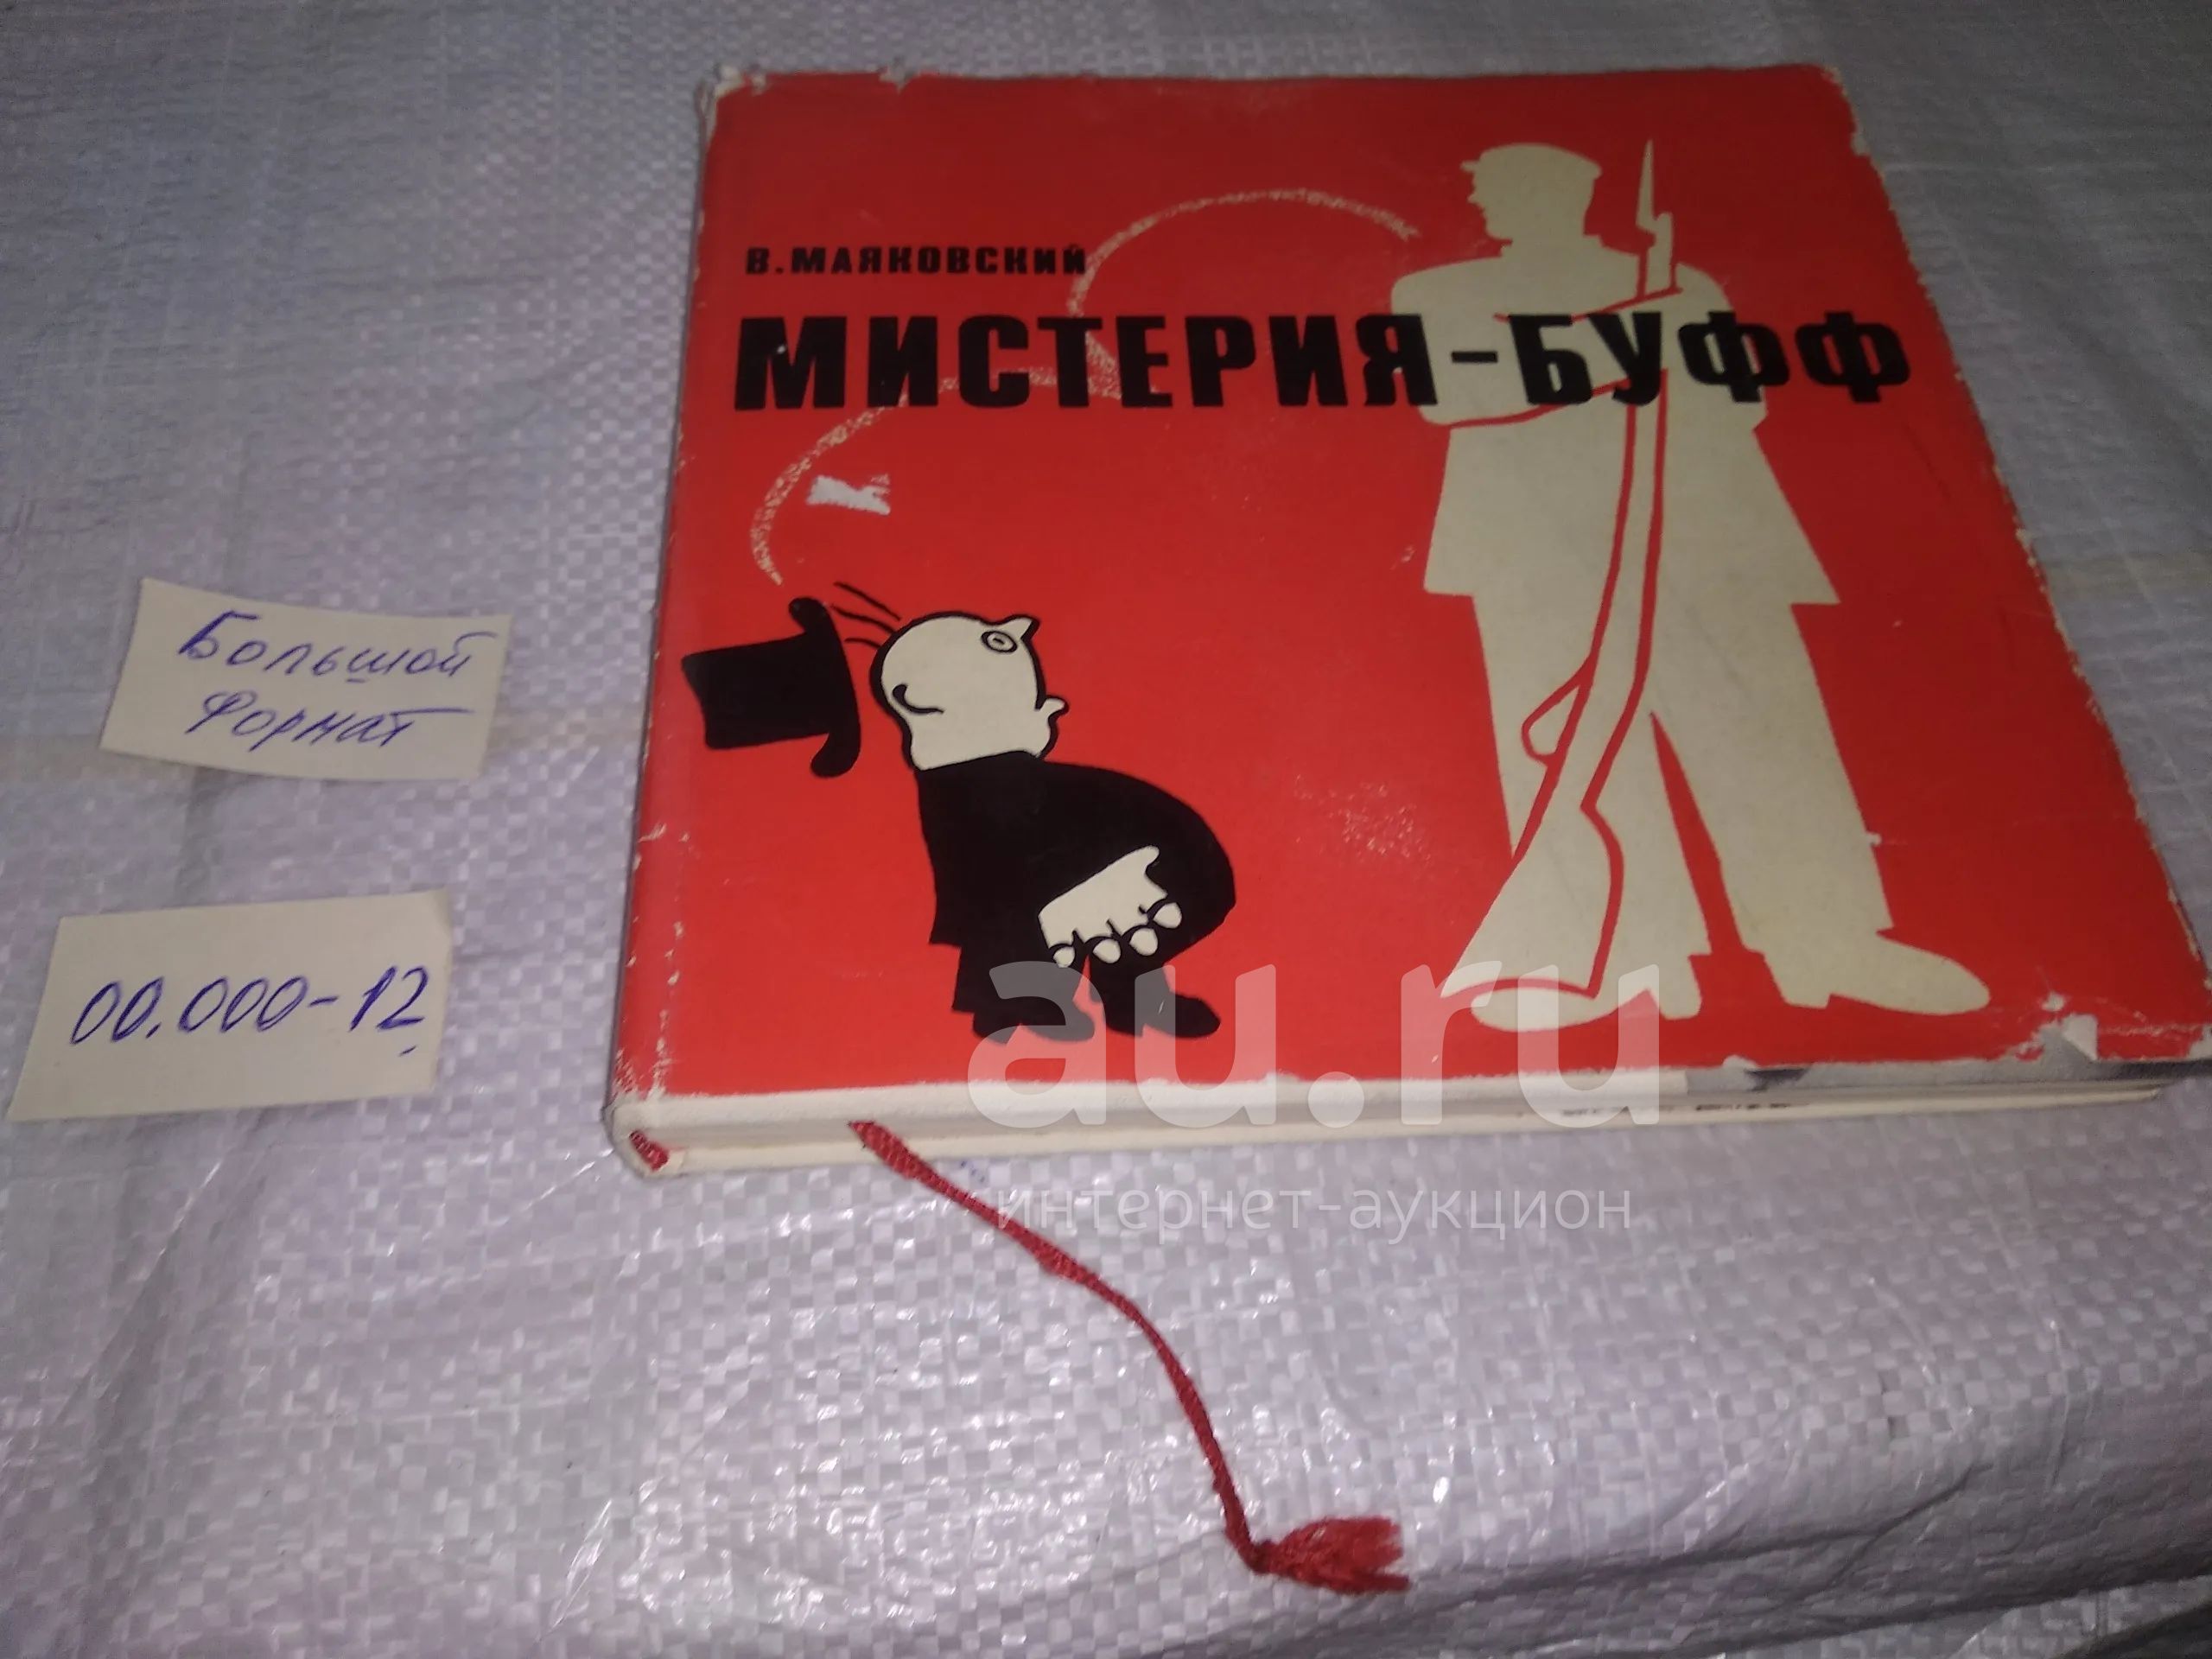 В. МАЯКОВСКИЙ
МИСТЕРИЯ-БУФФ
Большой
Формат
00.000-12
au.ru
интернет-аукцион